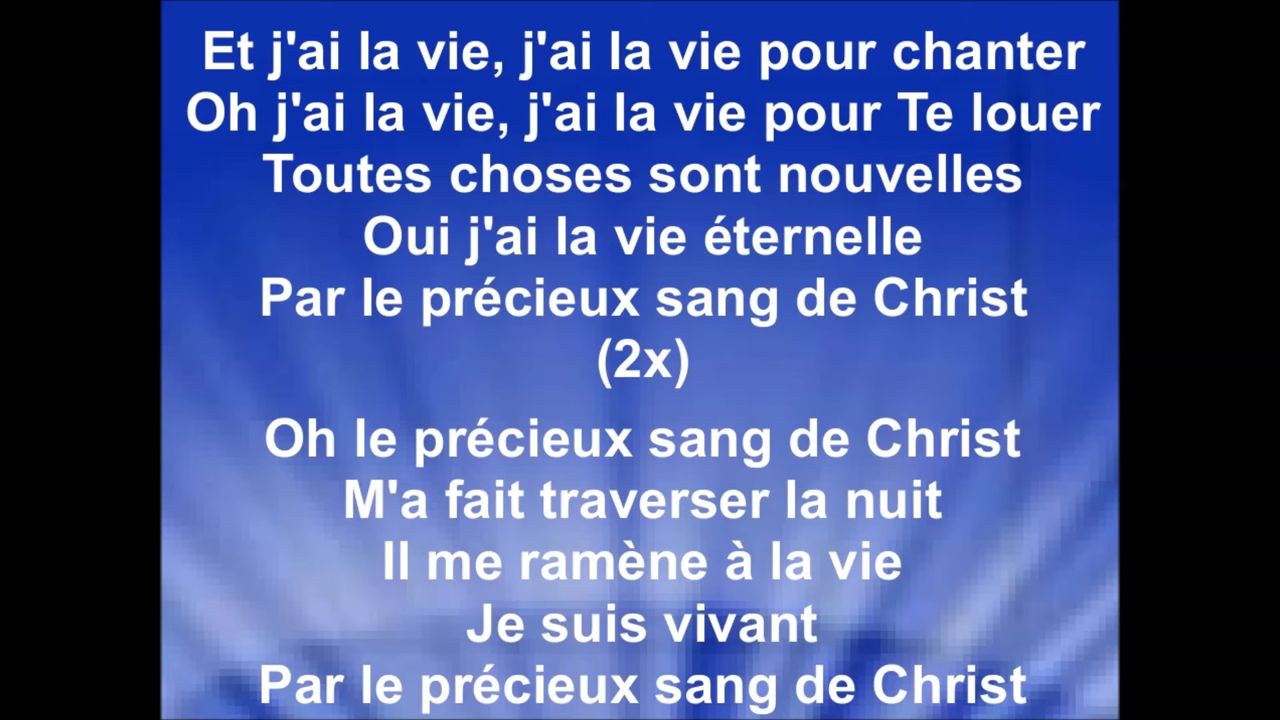 Et j'ai la vie, j'ai la vie pour chanter
Oh j'ai la vie, j'ai la vie pour Te louer
Toutes choses sont nouvelles
Oui j'ai la vie éternelle
Par le précieux sang de Christ
(2x)
Oh le précieux sang de Christ
M'a fait traverser la nuit
Il me ramène à la vie
Je suis vivant
Par le précieux sang de Christ